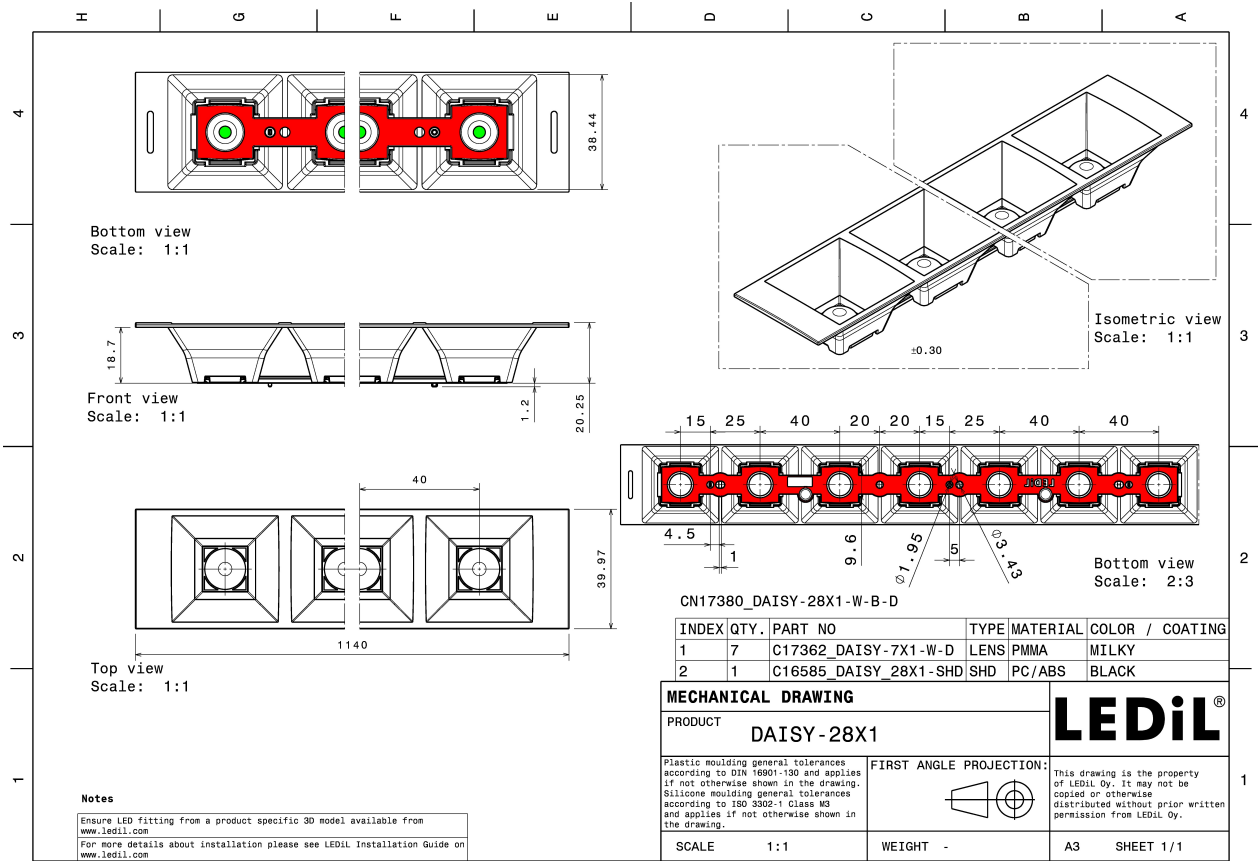 H G F E D C B A
4
4
38.44
Bottom view
Scale: 1:1
3
3
18.7
Front view
Scale: 1:1
1.2
20.25
Isometric view
Scale: 1:1
±0.30
15 25 40 20 20 15 25 40 40
LEDiL
4.5
1
9.6
Ø1.95
5
Ø3.43
Bottom view
Scale: 2:3
2
2
40
39.97
1140
Top view
Scale: 1:1
CN17380_DAISY-28X1-W-B-D
INDEX QTY. PART NO TYPE MATERIAL COLOR / COATING
1 7 C17362_DAISY-7X1-W-D LENS PMMA MILKY
2 1 C16585_DAISY_28X1-SHD SHD PC/ABS BLACK
MECHANICAL DRAWING
PRODUCT
DAISY-28X1
LEDiL®
Plastic moulding general tolerances
according to DIN 16901-130 and applies
if not otherwise shown in the drawing.
Silicone moulding general tolerances
according to ISO 3302-1 Class M3
and applies if not otherwise shown in
the drawing.
FIRST ANGLE PROJECTION:
This drawing is the property
of LEDiL Oy. It may not be
copied or otherwise
distributed without prior written
permission from LEDiL Oy.
SCALE 1:1
WEIGHT -
A3 SHEET 1/1
1
1
Notes
Ensure LED fitting from a product specific 3D model available from
www.ledil.com
For more details about installation please see LEDiL Installation Guide on
www.ledil.com